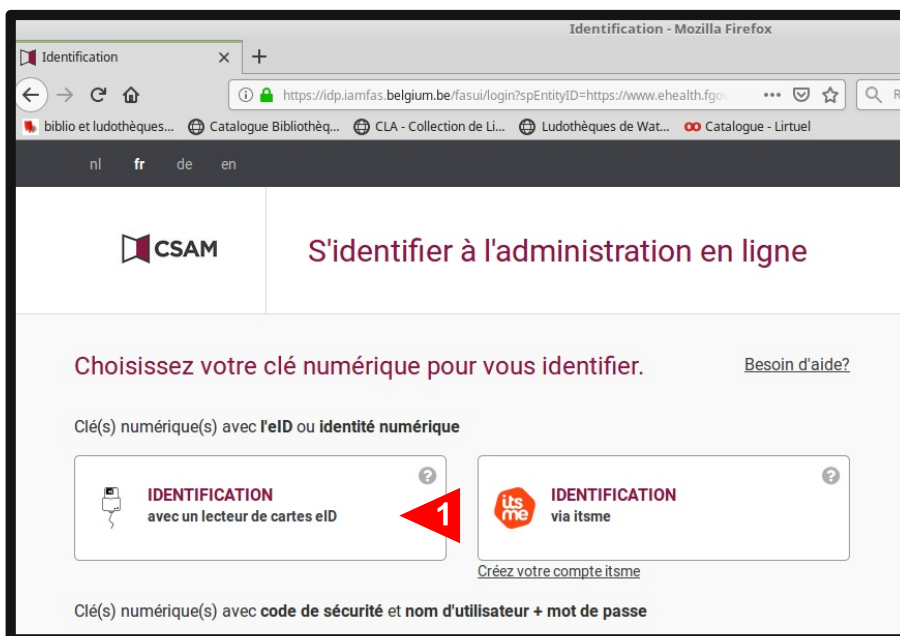 Identification - Mozilla Firefox
Identification
https://idp.iamfas.belgium.be/fasui/login?spEntityID=https://www.ehealth.fgov
biblio et ludothèques... Catalogue Bibliothèq... CLA - Collection de Li... Ludothèques de Wat... Catalogue - Lirtuel
nl fr de en
CSAM
S'identifier à l'administration en ligne
Choisissez votre clé numérique pour vous identifier.
Besoin d'aide?
Clé(s) numérique(s) avec l'eID ou identité numérique
IDENTIFICATION
avec un lecteur de cartes eID
1
its
me
IDENTIFICATION
via itsme
Créez votre compte itsme
Clé(s) numérique(s) avec code de sécurité et nom d'utilisateur + mot de passe